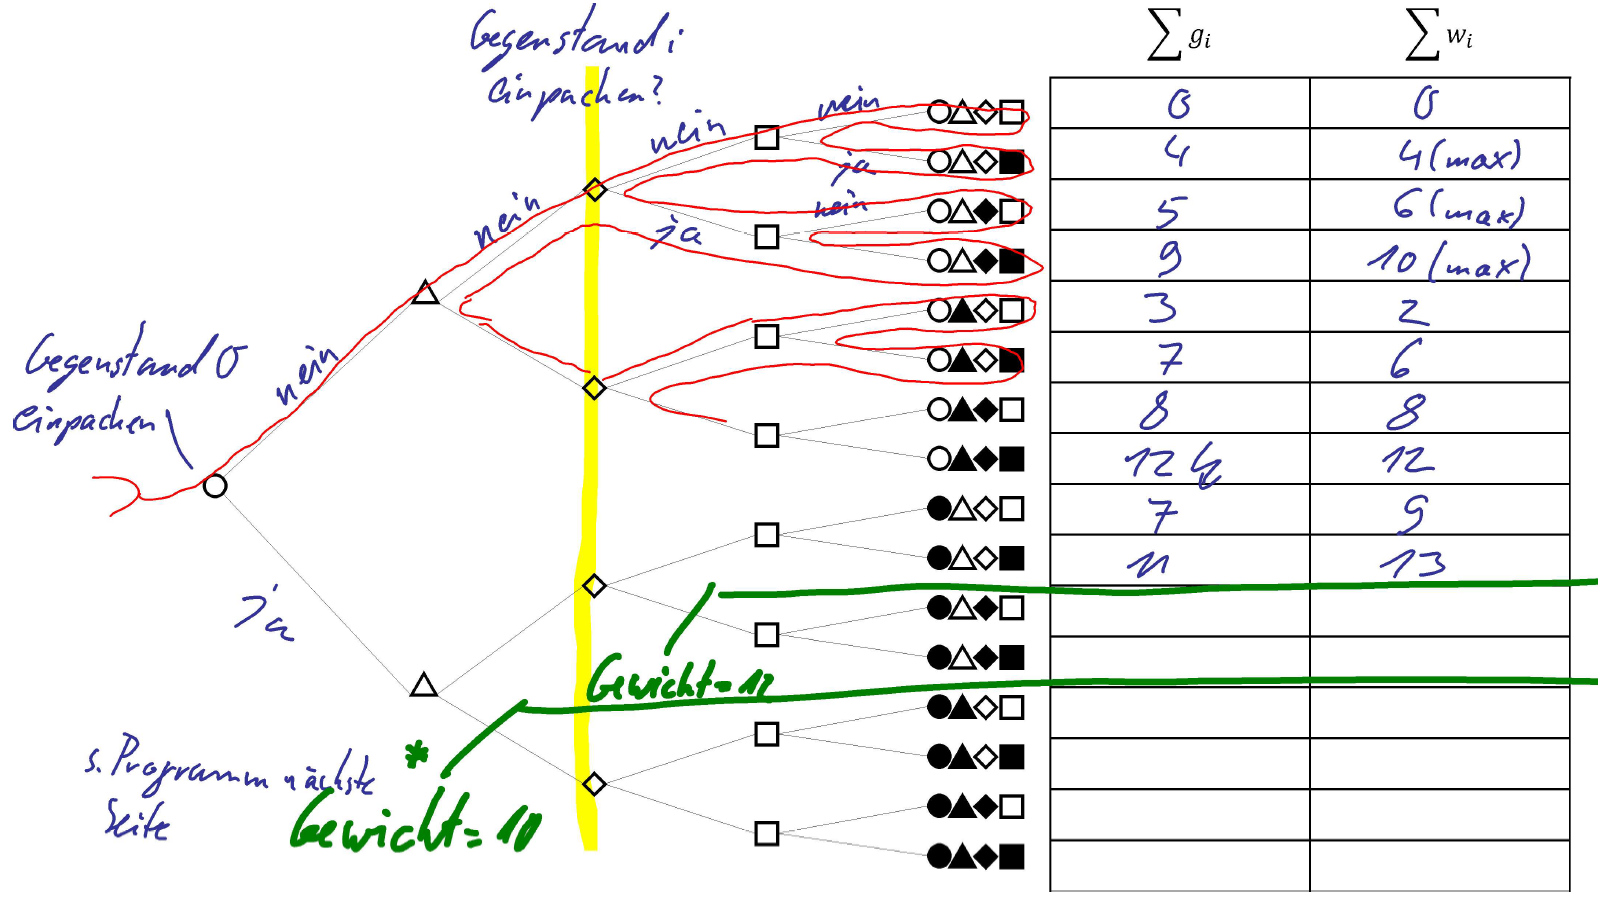 Gegenstand i
einpacken?
∑ gᵢ ∑ wᵢ
nein
nein
ja
nein
nein
ja
Gegenstand 0
einpacken
nein
ja
0 0
4 4 (max)
5 6 (max)
9 10 (max)
3 2
7 6
8 8
12 ↯ 12
7 9
11 13
Gewicht = 12
*
Gewicht = 10
s. Programm nächste
Seite